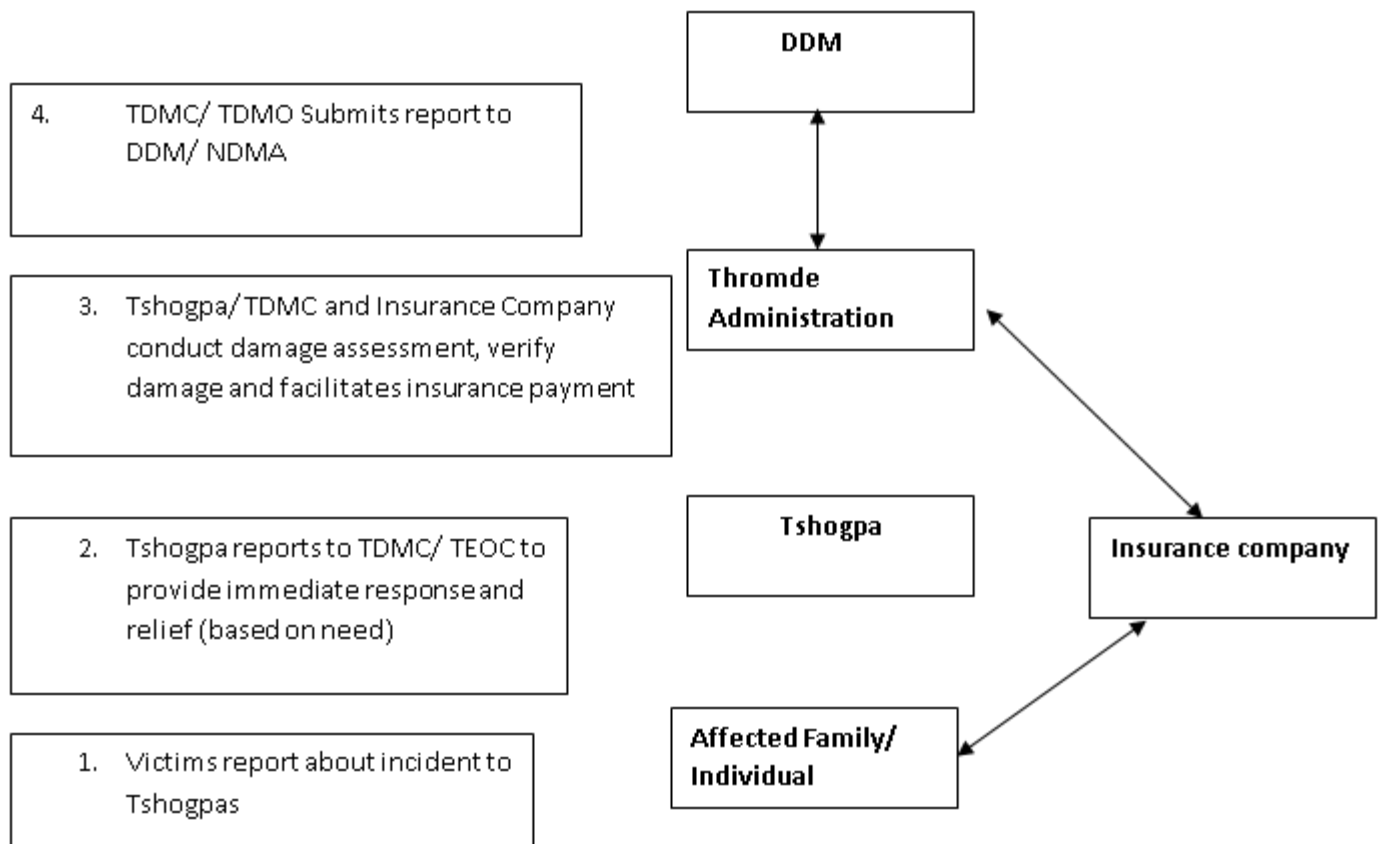 DDM
4. TDMC/ TDMO Submits report to
DDM/ NDMA
Thromde
Administration
3. Tshogpa/ TDMC and Insurance Company
conduct damage assessment, verify
damage and facilitates insurance payment
Tshogpa
2. Tshogpa reports to TDMC/ TEOC to
provide immediate response and
relief (based on need)
Insurance company
Affected Family/
Individual
1. Victims report about incident to
Tshogpas